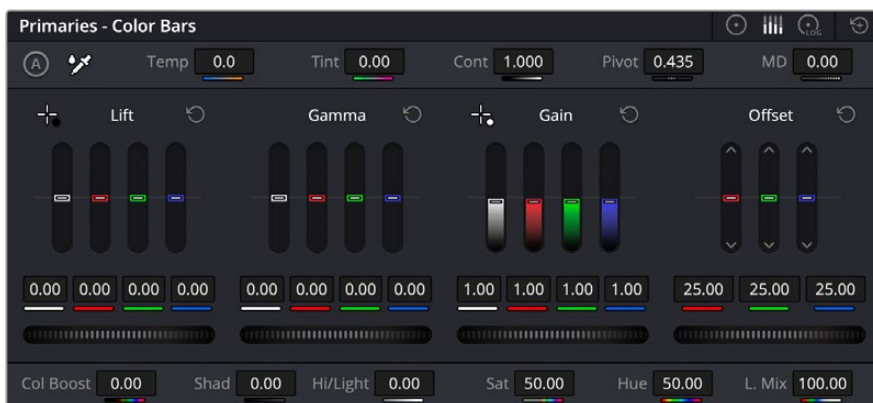 Primaries - Color Bars
LOG
A Temp 0.0 Tint 0.00 Cont 1.000 Pivot 0.435 MD 0.00
Lift Gamma Gain Offset
0.00 0.00 0.00 0.00 0.00 0.00 0.00 0.00 1.00 1.00 1.00 1.00 25.00 25.00 25.00
Col Boost 0.00 Shad 0.00 Hi/Light 0.00 Sat 50.00 Hue 50.00 L. Mix 100.00